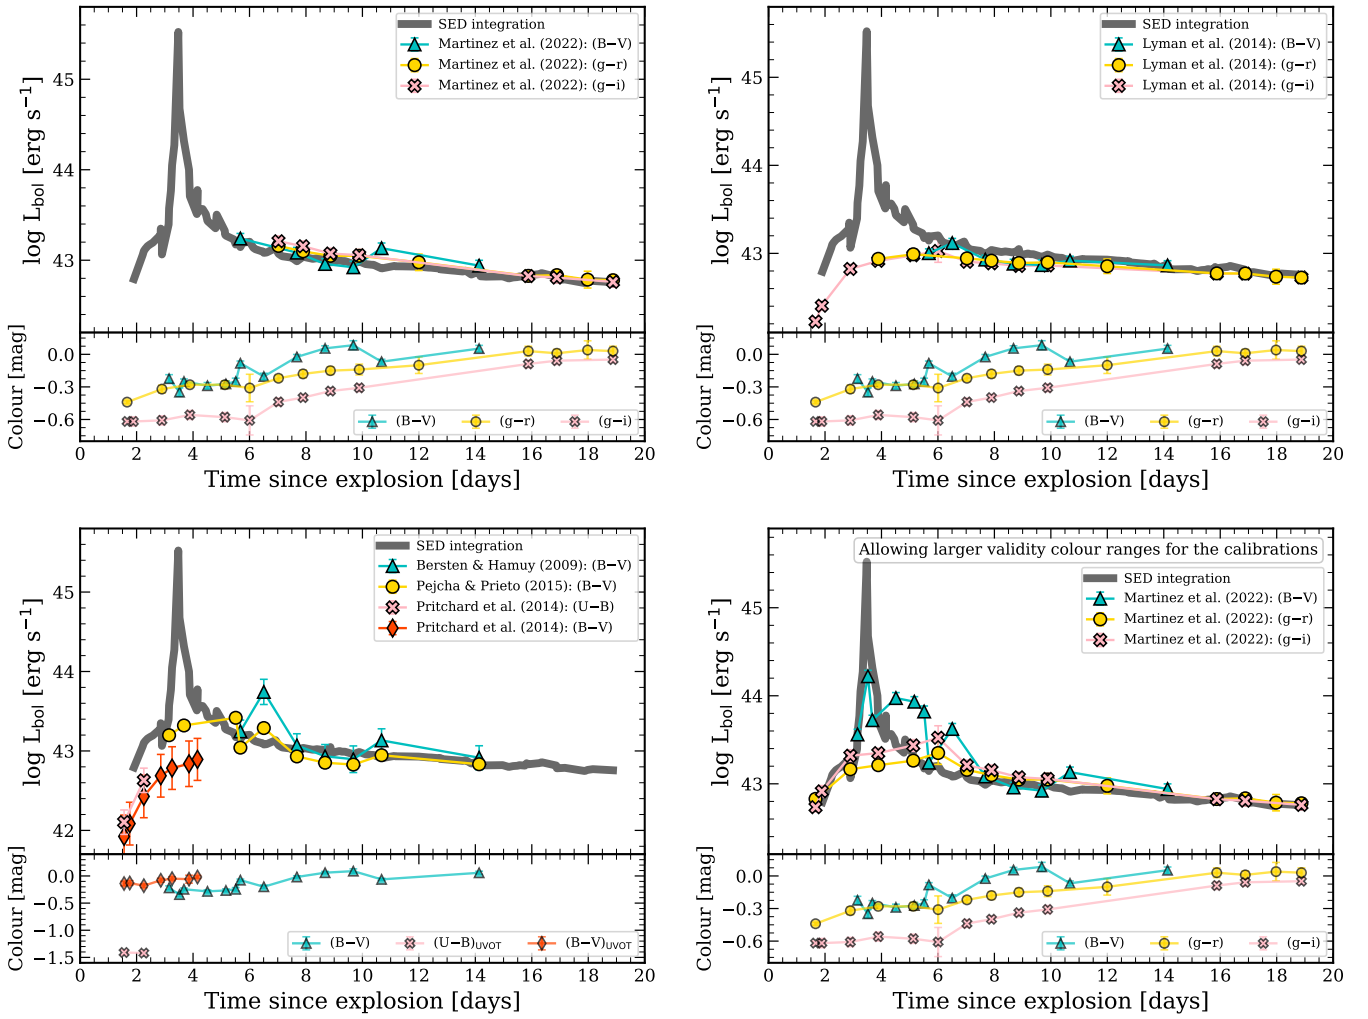 SED integration
Martinez et al. (2022): (B−V)
Martinez et al. (2022): (g−r)
Martinez et al. (2022): (g−i)
log L_bol [erg s⁻¹]
45
44
43
Colour [mag]
0.0
−0.3
−0.6
(B−V) (g−r) (g−i)
0 2 4 6 8 10 12 14 16 18 20
Time since explosion [days]
SED integration
Lyman et al. (2014): (B−V)
Lyman et al. (2014): (g−r)
Lyman et al. (2014): (g−i)
log L_bol [erg s⁻¹]
45
44
43
Colour [mag]
0.0
−0.3
−0.6
(B−V) (g−r) (g−i)
0 2 4 6 8 10 12 14 16 18 20
Time since explosion [days]
SED integration
Bersten & Hamuy (2009): (B−V)
Pejcha & Prieto (2015): (B−V)
Pritchard et al. (2014): (U−B)
Pritchard et al. (2014): (B−V)
log L_bol [erg s⁻¹]
45
44
43
42
Colour [mag]
0.0
−0.5
−1.0
−1.5
(B−V) (U−B)_UVOT (B−V)_UVOT
0 2 4 6 8 10 12 14 16 18 20
Time since explosion [days]
Allowing larger validity colour ranges for the calibrations
SED integration
Martinez et al. (2022): (B−V)
Martinez et al. (2022): (g−r)
Martinez et al. (2022): (g−i)
log L_bol [erg s⁻¹]
45
44
43
Colour [mag]
0.0
−0.3
−0.6
(B−V) (g−r) (g−i)
0 2 4 6 8 10 12 14 16 18 20
Time since explosion [days]